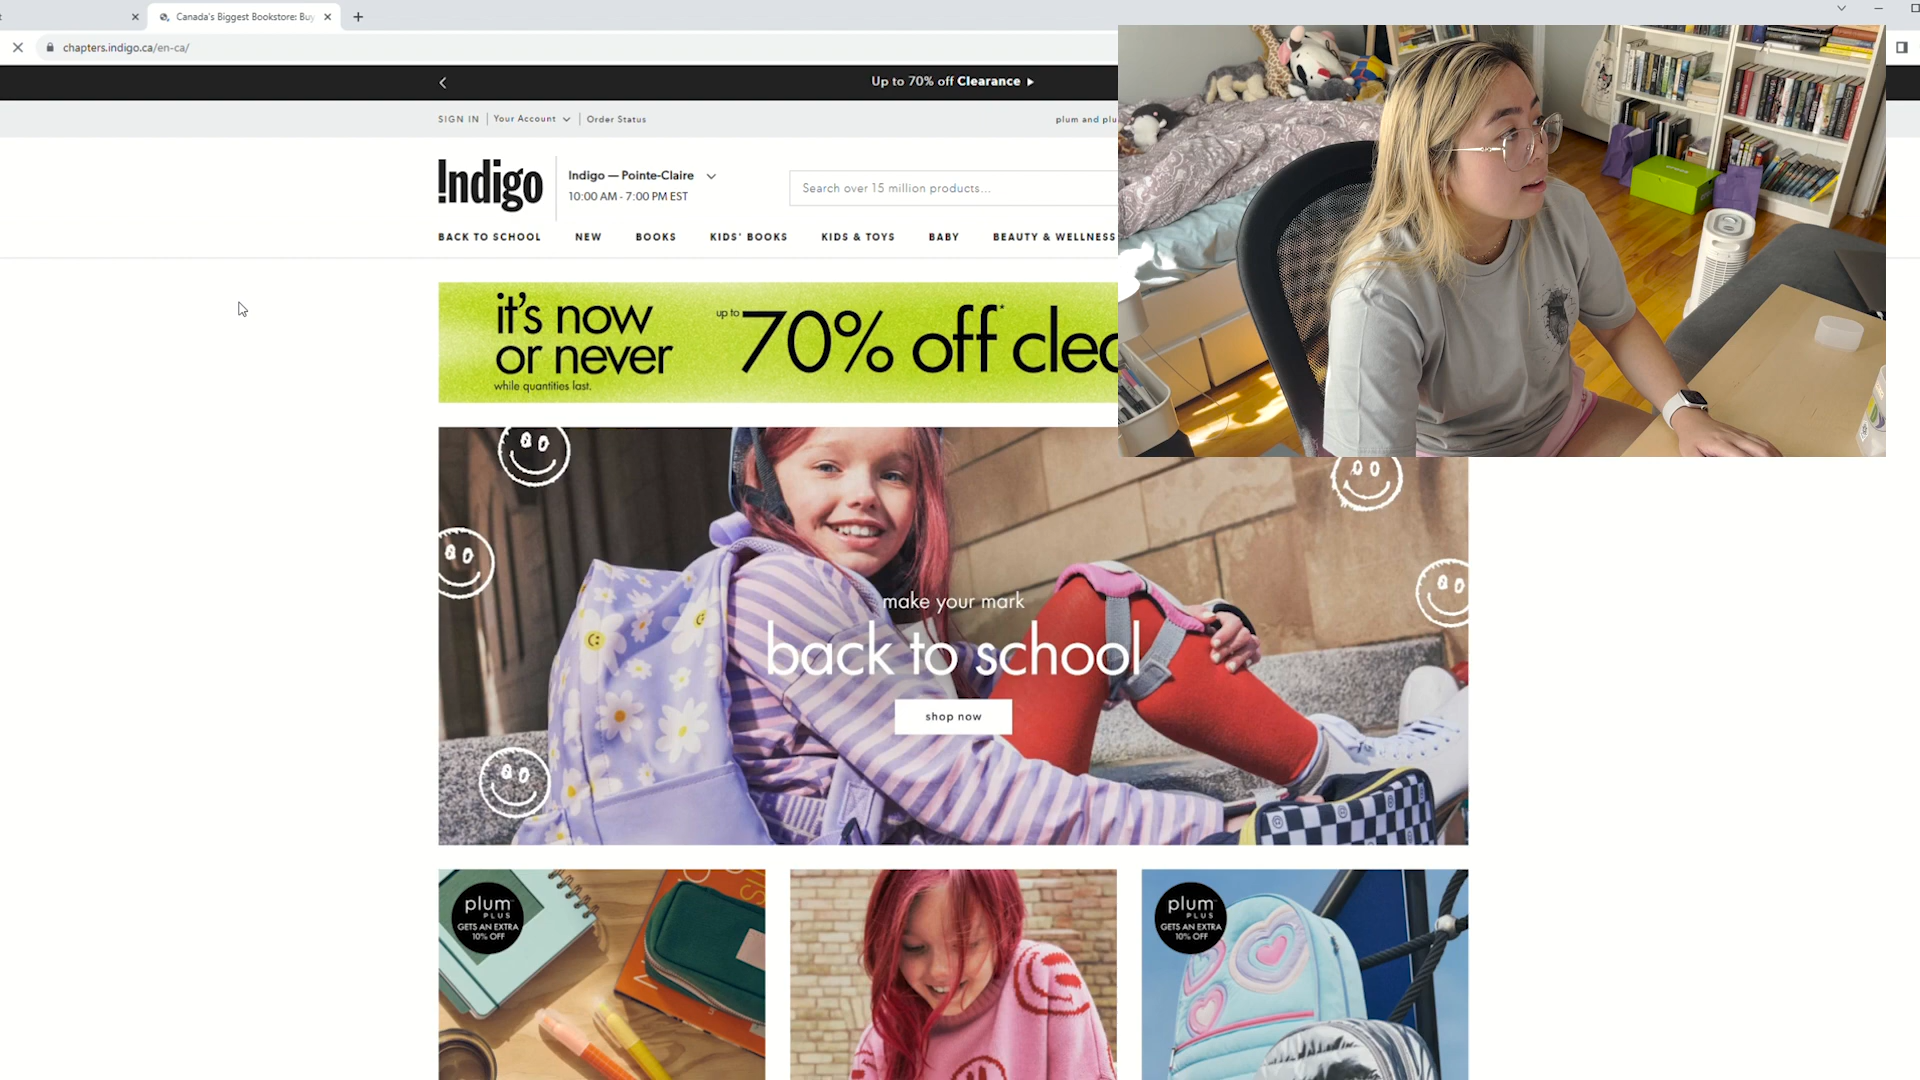 Canada's Biggest Bookstore: Buy
chapters.indigo.ca/en-ca/
Up to 70% off Clearance
SIGN IN
Your Account
Order Status
plum and plu
!ndigo
Indigo — Pointe-Claire
10:00 AM - 7:00 PM EST
Search over 15 million products...
BACK TO SCHOOL
NEW
BOOKS
KIDS' BOOKS
KIDS & TOYS
BABY
BEAUTY & WELLNESS
it's now
or never
while quantities last.
up to
70% off* clea
make your mark
back to school
shop now
plum
PLUS
GETS AN EXTRA
10% OFF
plum
PLUS
GETS AN EXTRA
10% OFF